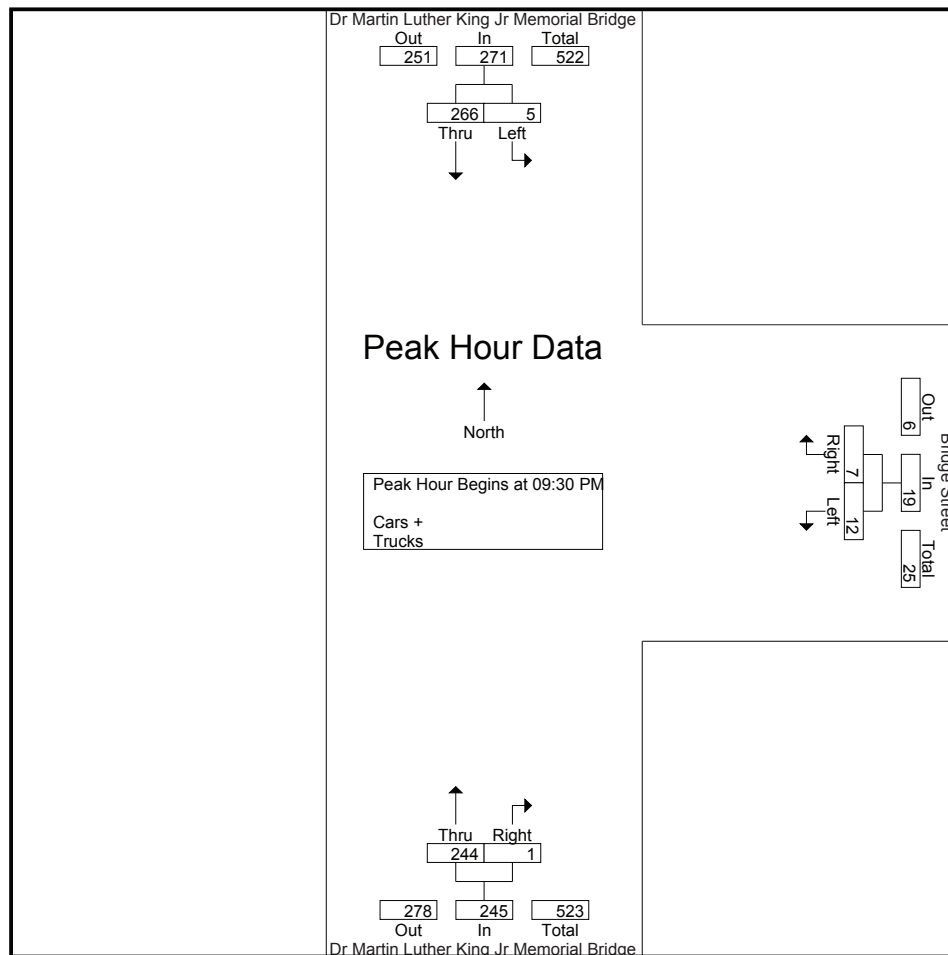 Dr Martin Luther King Jr Memorial Bridge
Out In Total
251 271 522
266 5
Thru Left
Peak Hour Data
North
Peak Hour Begins at 09:30 PM
Cars +
Trucks
Bridge Street
Out In Total
6 19 25
7 12
Right Left
Thru Right
244 1
278 245 523
Out In Total
Dr Martin Luther King Jr Memorial Bridge